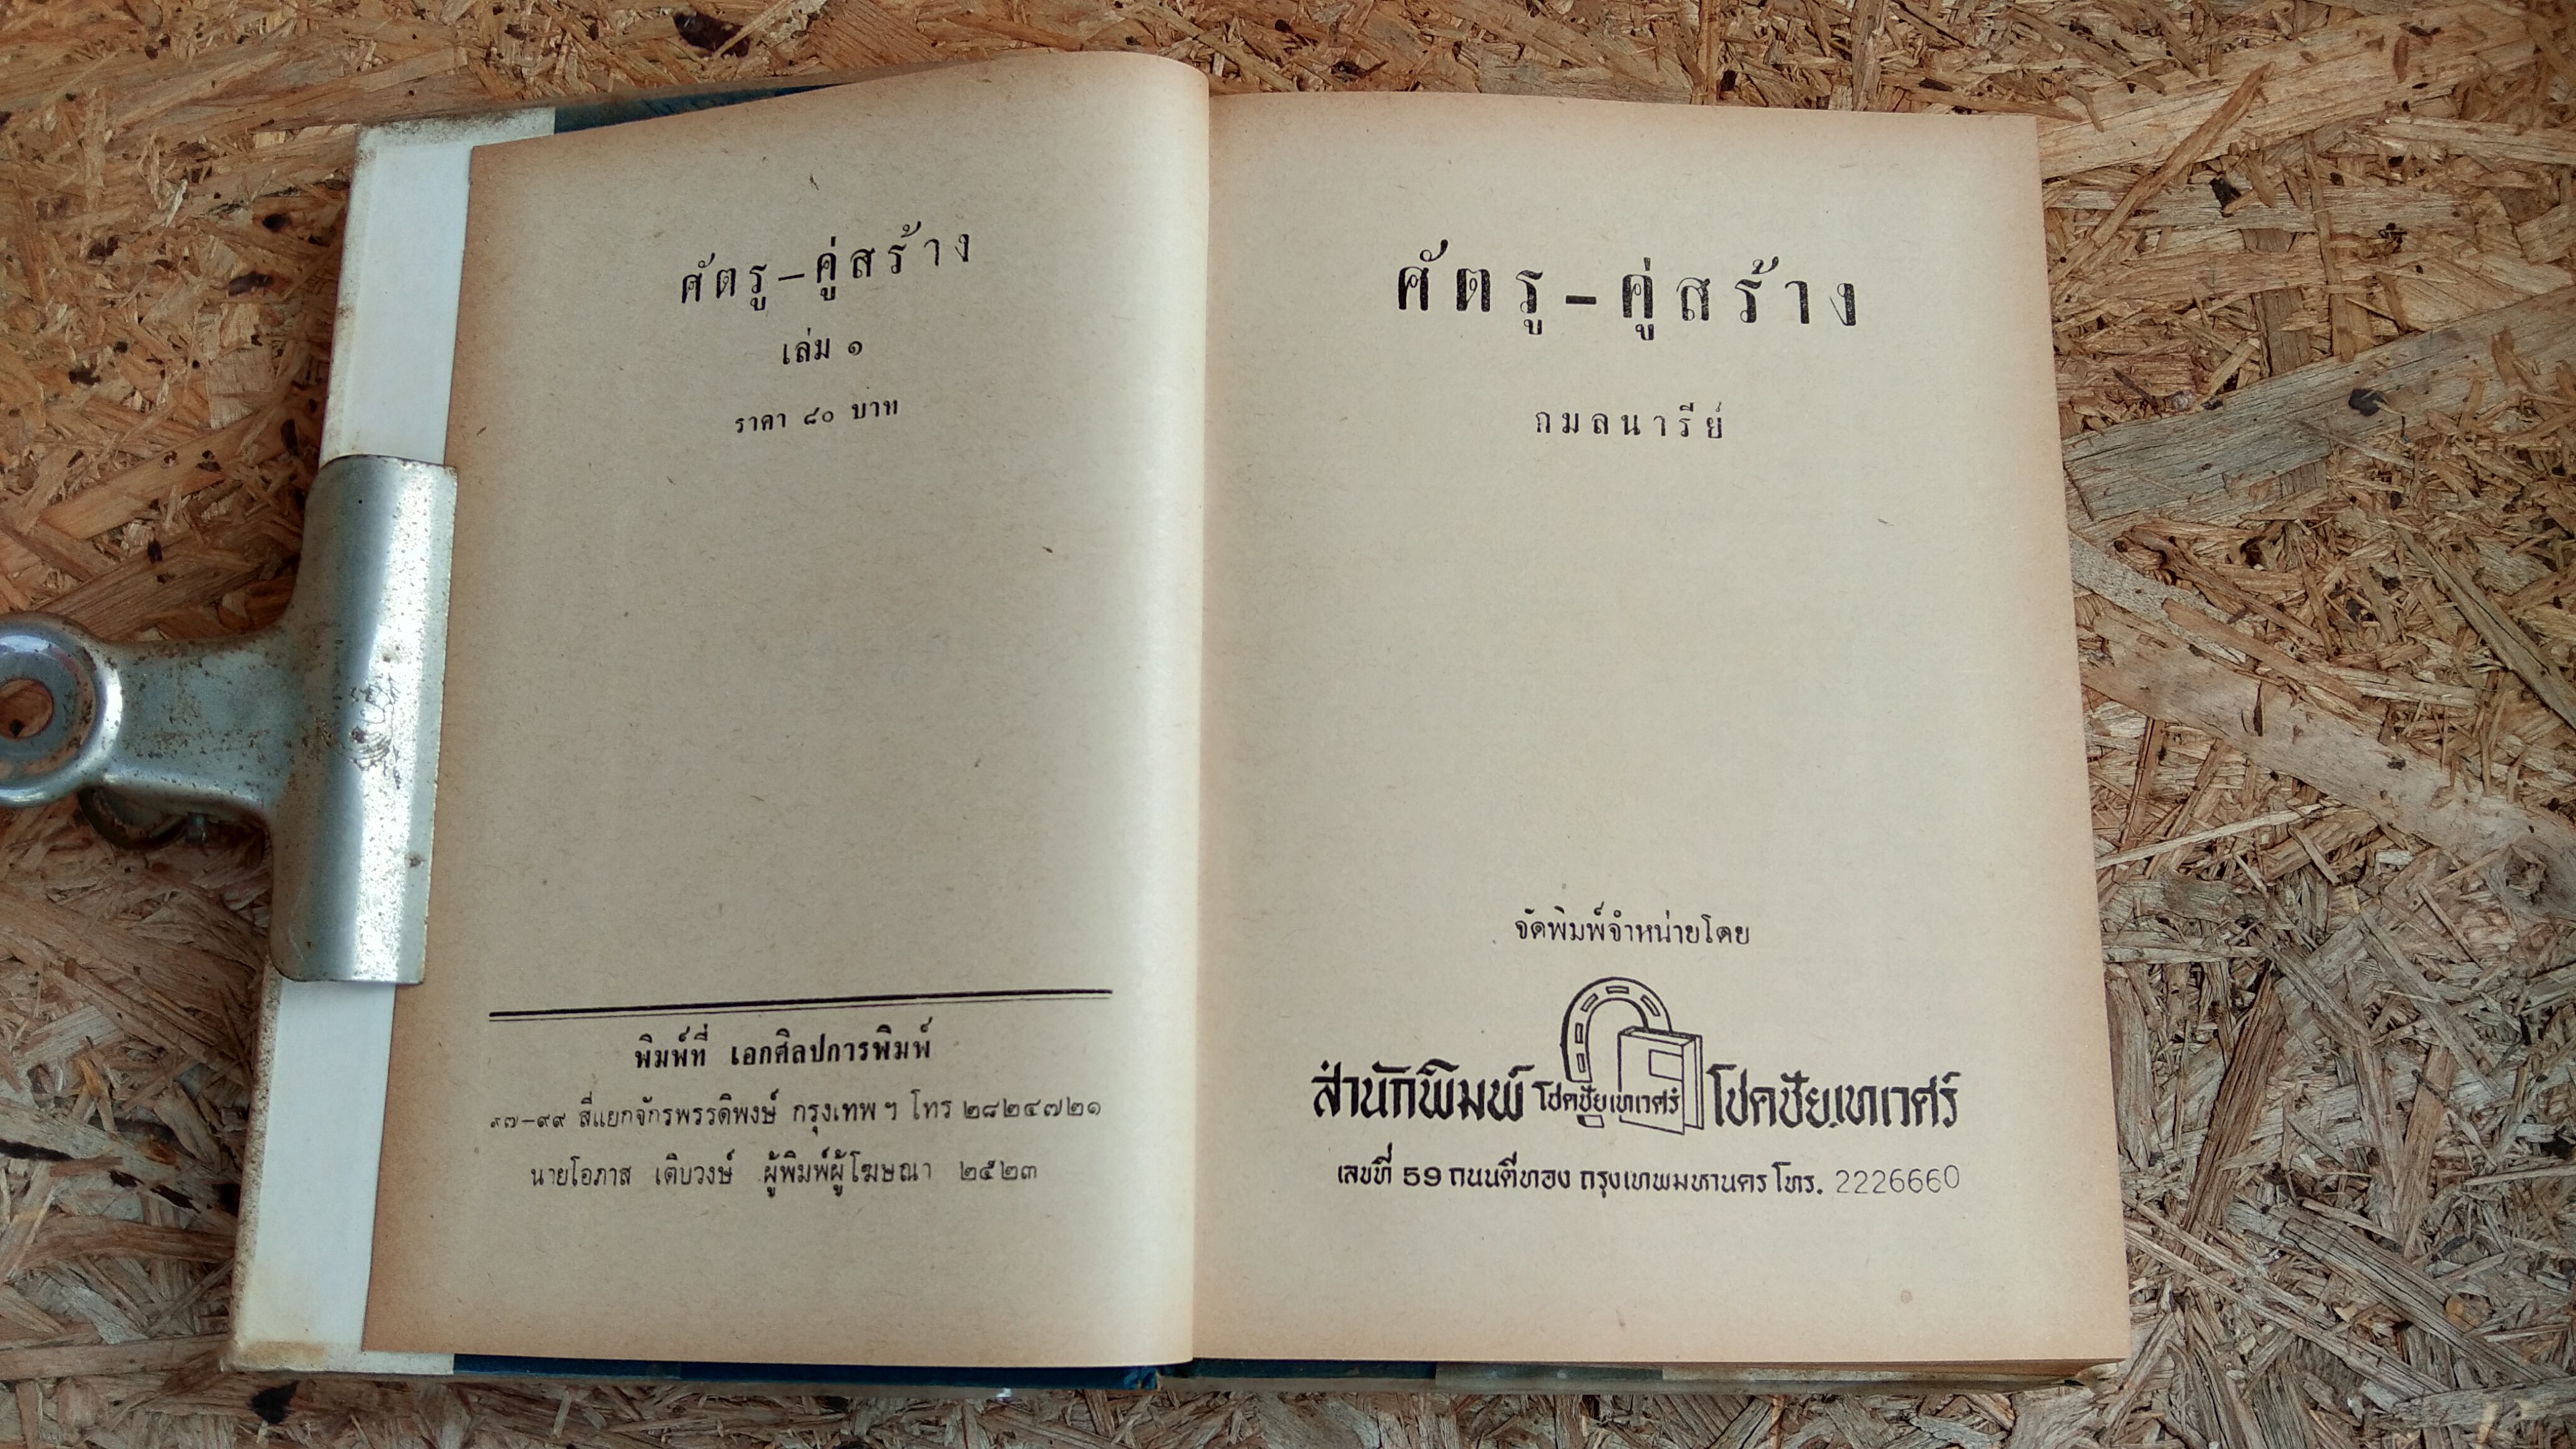 ศัตรู-คู่สร้าง
เล่ม ๑
ราคา ๘๐ บาท
พิมพ์ที่ เอกศิลปการพิมพ์
๙๗-๙๙ สี่แยกจักรพรรดิพงษ์ กรุงเทพ ฯ โทร ๒๘๒๔๗๒๑
นายโอภาส เติบวงษ์ ผู้พิมพ์ผู้โฆษณา ๒๕๒๓
ศัตรู-คู่สร้าง
กมลนารีย์
จัดพิมพ์จำหน่ายโดย
สำนักพิมพ์ โชคชัยเทเวศร์ โชคชัยเทเวศร์
เลขที่ 59 ถนนตีทอง กรุงเทพมหานคร โทร. 2226660